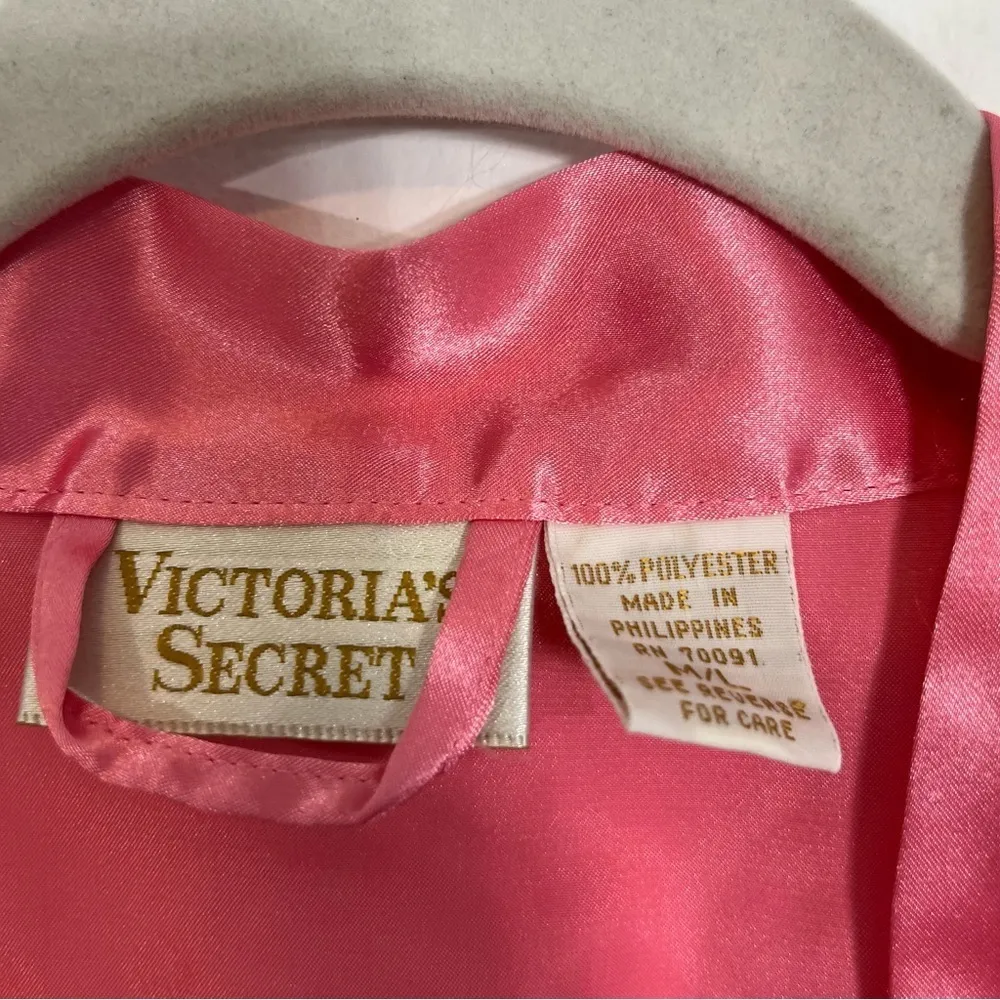 VICTORIA'S
SECRET
100% POLYESTER
MADE IN
PHILIPPINES
RN 70091
M/L
SEE REVERSE
FOR CARE